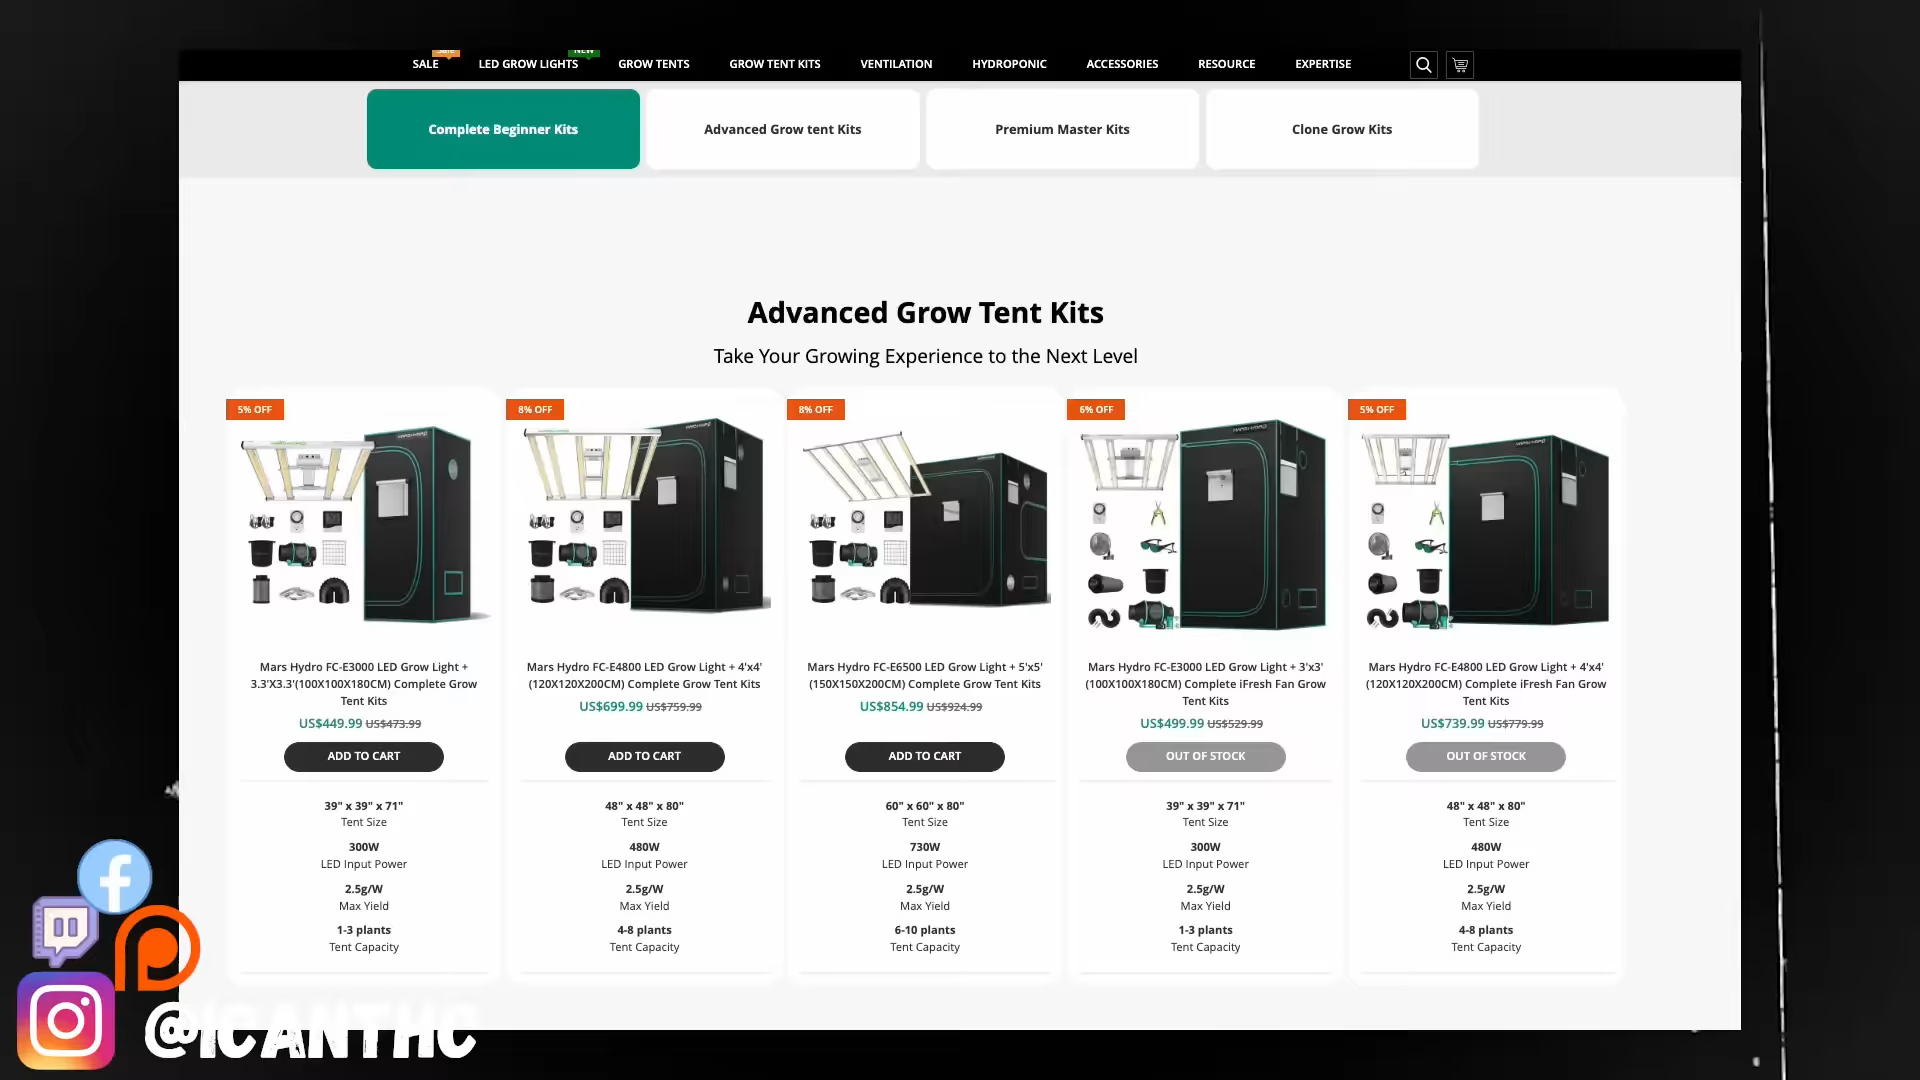 Sale
NEW
SALE
LED GROW LIGHTS
GROW TENTS
GROW TENT KITS
VENTILATION
HYDROPONIC
ACCESSORIES
RESOURCE
EXPERTISE
Complete Beginner Kits
Advanced Grow tent Kits
Premium Master Kits
Clone Grow Kits
Advanced Grow Tent Kits
Take Your Growing Experience to the Next Level
5% OFF
MARS HYDRO
Mars Hydro FC-E3000 LED Grow Light +
3.3'X3.3'(100X100X180CM) Complete Grow
Tent Kits
US$449.99 US$473.99
ADD TO CART
39" x 39" x 71"
Tent Size
300W
LED Input Power
2.5g/W
Max Yield
1-3 plants
Tent Capacity
8% OFF
MARS HYDRO
Mars Hydro FC-E4800 LED Grow Light + 4'x4'
(120X120X200CM) Complete Grow Tent Kits
US$699.99 US$759.99
ADD TO CART
48" x 48" x 80"
Tent Size
480W
LED Input Power
2.5g/W
Max Yield
4-8 plants
Tent Capacity
8% OFF
Mars Hydro FC-E6500 LED Grow Light + 5'x5'
(150X150X200CM) Complete Grow Tent Kits
US$854.99 US$924.99
ADD TO CART
60" x 60" x 80"
Tent Size
730W
LED Input Power
2.5g/W
Max Yield
6-10 plants
Tent Capacity
6% OFF
MARS HYDRO
Mars Hydro FC-E3000 LED Grow Light + 3'x3'
(100X100X180CM) Complete iFresh Fan Grow
Tent Kits
US$499.99 US$529.99
OUT OF STOCK
39" x 39" x 71"
Tent Size
300W
LED Input Power
2.5g/W
Max Yield
1-3 plants
Tent Capacity
5% OFF
MARS HYDRO
Mars Hydro FC-E4800 LED Grow Light + 4'x4'
(120X120X200CM) Complete iFresh Fan Grow
Tent Kits
US$739.99 US$779.99
OUT OF STOCK
48" x 48" x 80"
Tent Size
480W
LED Input Power
2.5g/W
Max Yield
4-8 plants
Tent Capacity
@ICANTHC